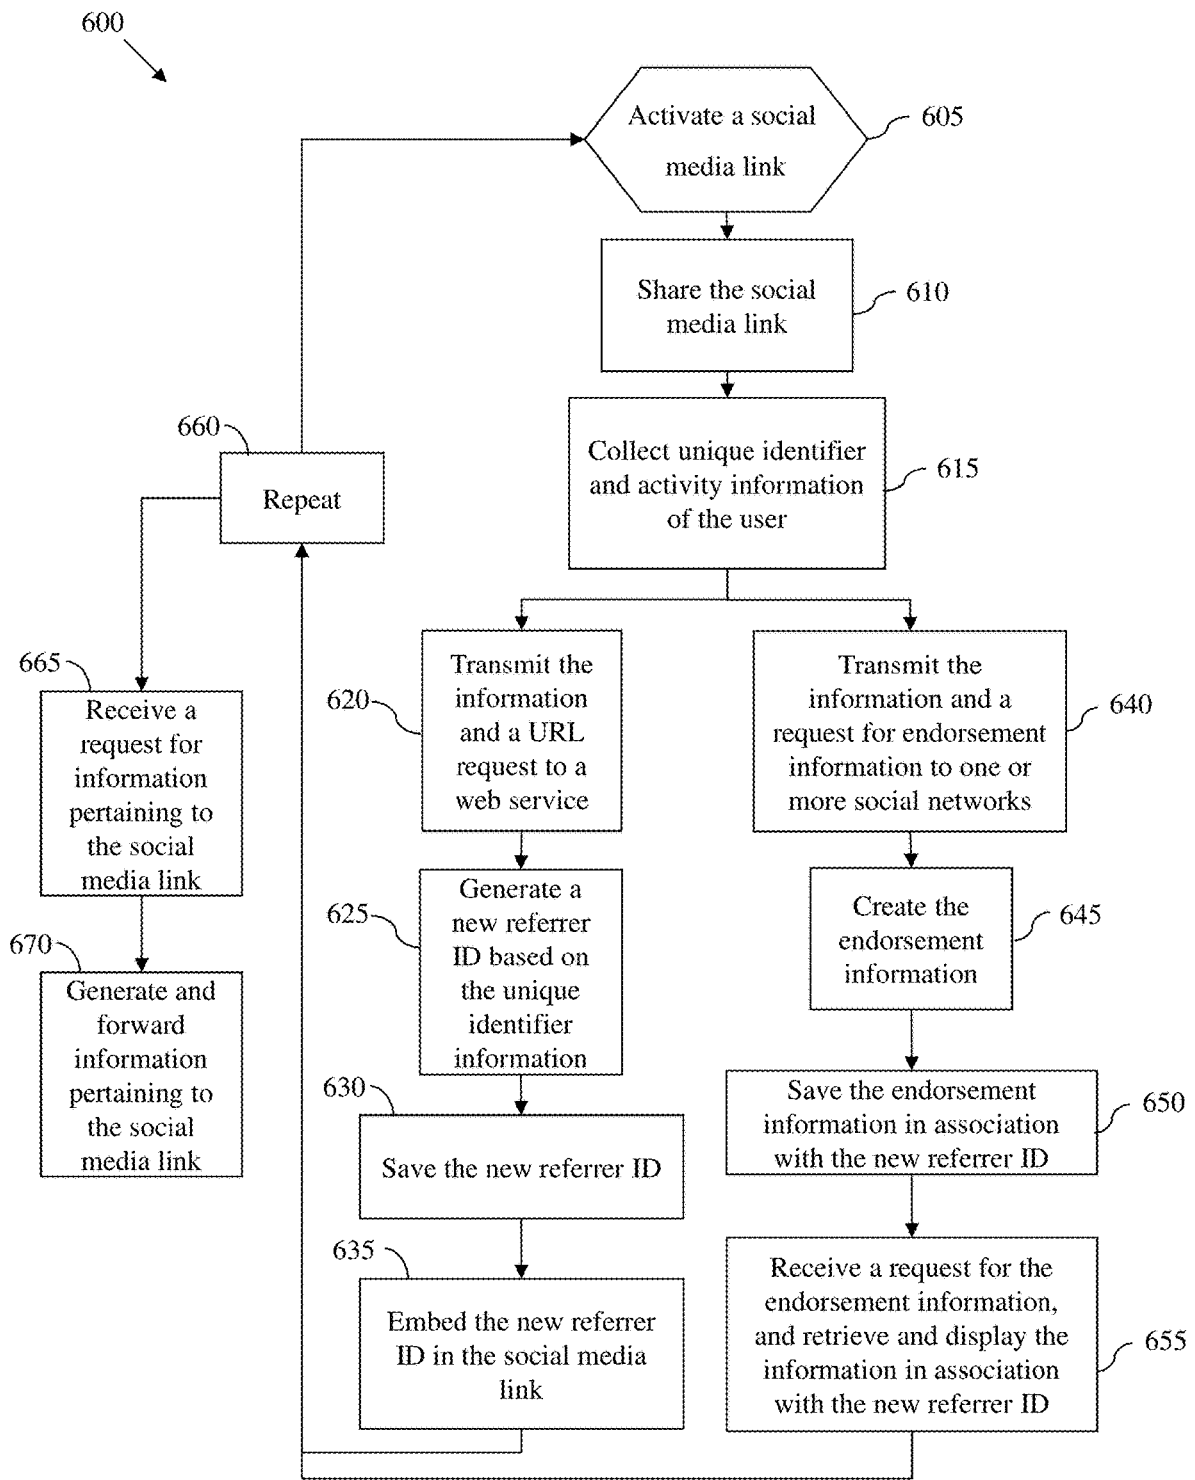 600
Activate a social
media link
605
Share the social
media link
610
Collect unique identifier
and activity information
of the user
615
660
Repeat
Transmit the
information
and a URL
request to a
web service
620
Transmit the
information and a
request for endorsement
information to one or
more social networks
640
665
Receive a
request for
information
pertaining to
the social
media link
Generate a
new referrer
ID based on
the unique
identifier
information
625
Create the
endorsement
information
645
670
Generate and
forward
information
pertaining to
the social
media link
630
Save the new referrer ID
Save the endorsement
information in association
with the new referrer ID
650
635
Embed the new referrer
ID in the social media
link
Receive a request for the
endorsement information,
and retrieve and display the
information in association
with the new referrer ID
655